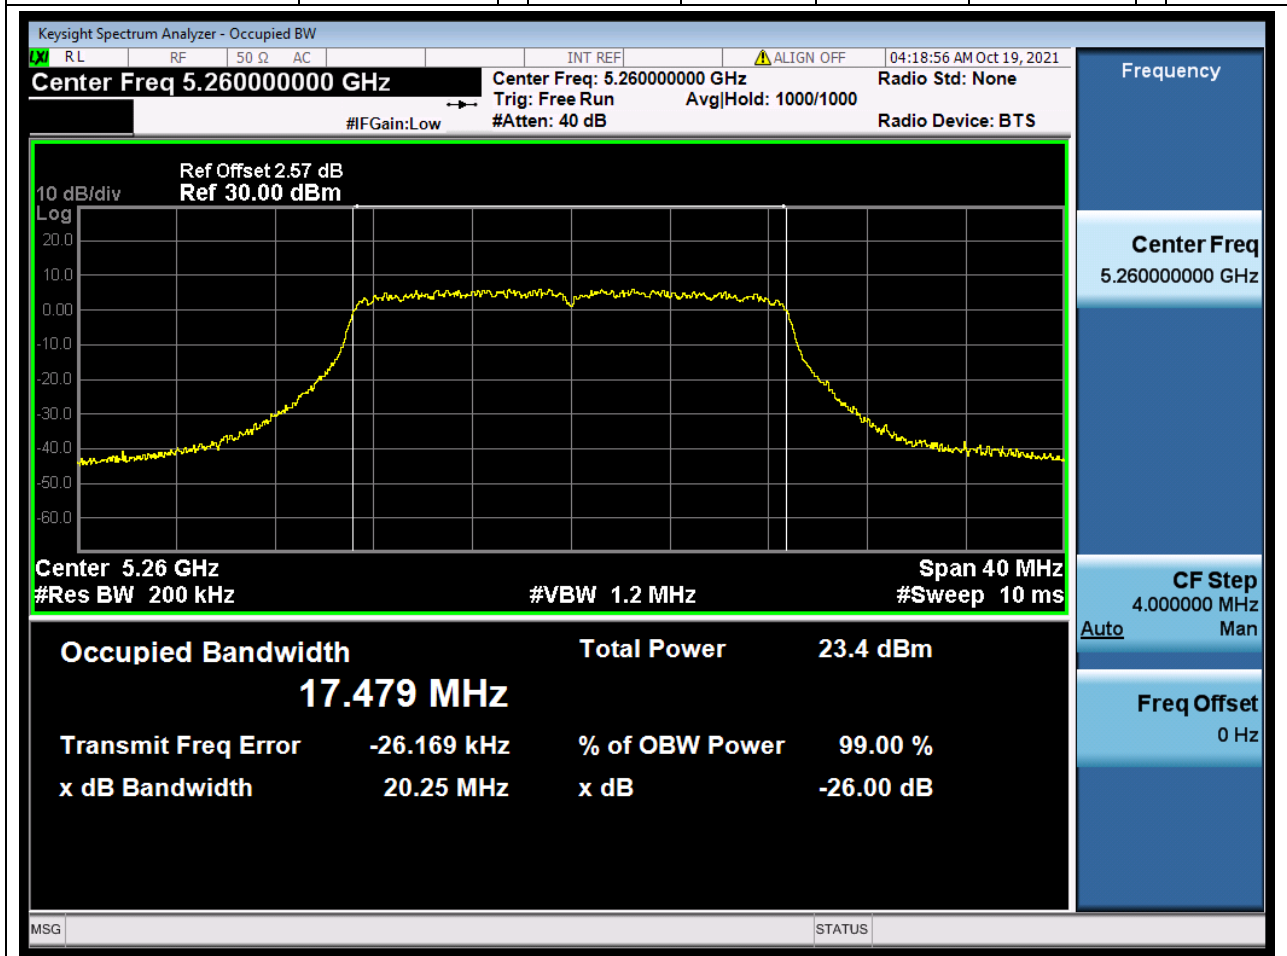 Keysight Spectrum Analyzer - Occupied BW
LXI RL RF 50 Ω AC INT REF ALIGN OFF 04:18:56 AM Oct 19, 2021
Center Freq 5.260000000 GHz
#IFGain:Low
Center Freq: 5.260000000 GHz
Trig: Free Run Avg|Hold: 1000/1000
#Atten: 40 dB
Radio Std: None
Radio Device: BTS
Ref Offset 2.57 dB
10 dB/div Ref 30.00 dBm
Log
20.0
10.0
0.00
-10.0
-20.0
-30.0
-40.0
-50.0
-60.0
Center 5.26 GHz Span 40 MHz
#Res BW 200 kHz #VBW 1.2 MHz #Sweep 10 ms
Occupied Bandwidth Total Power 23.4 dBm
17.479 MHz
Transmit Freq Error -26.169 kHz % of OBW Power 99.00 %
x dB Bandwidth 20.25 MHz x dB -26.00 dB
MSG STATUS
Frequency
Center Freq
5.260000000 GHz
CF Step
4.000000 MHz
Auto Man
Freq Offset
0 Hz